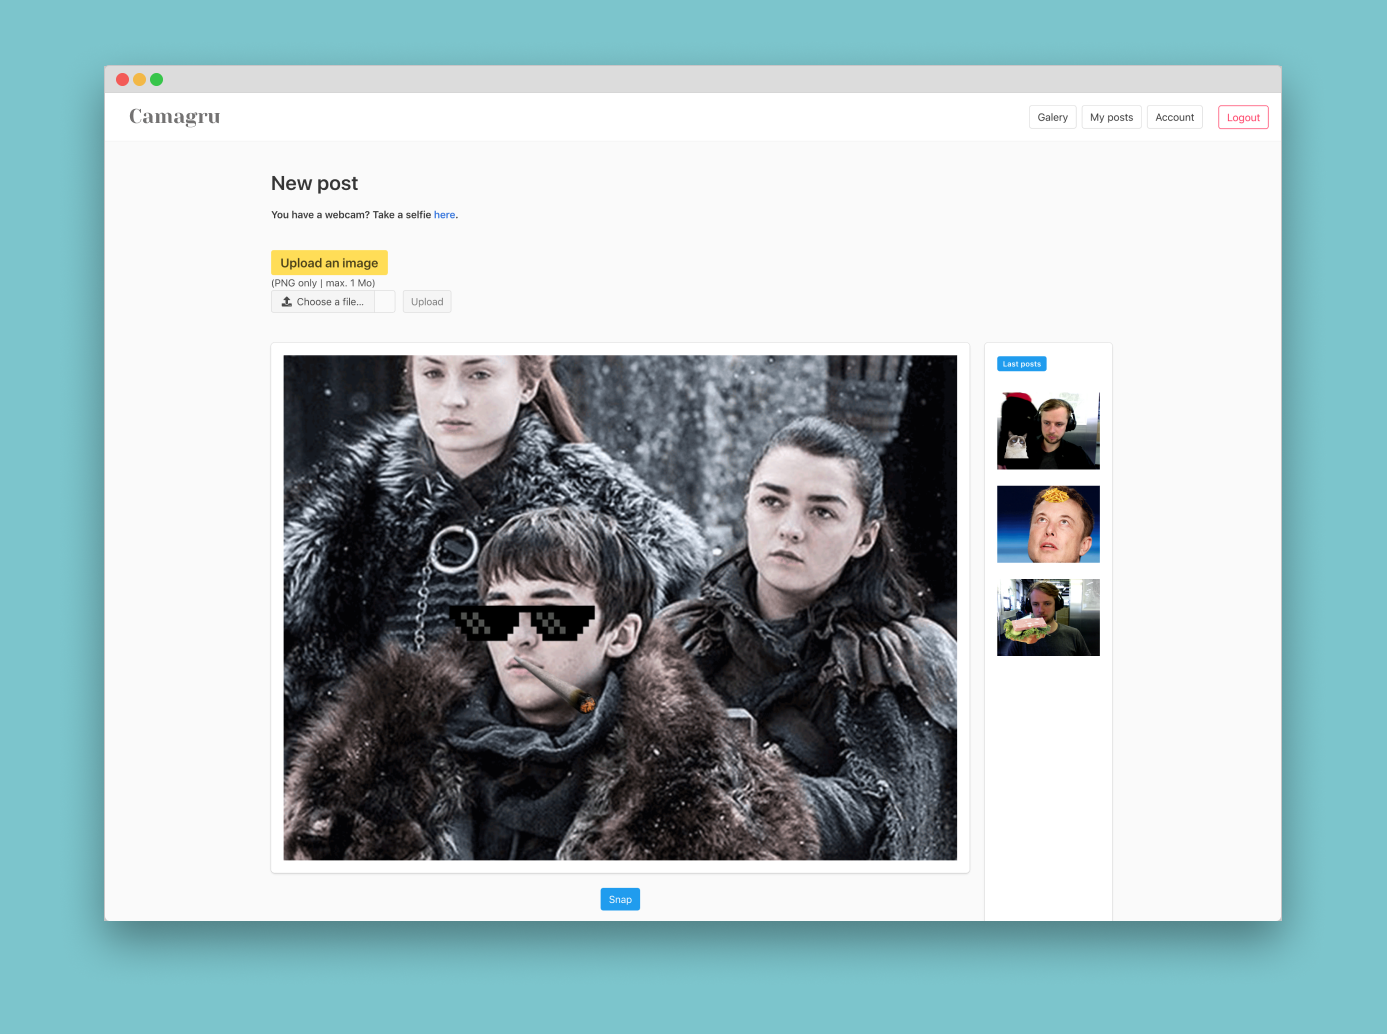 Camagru
Galery
My posts
Account
Logout
New post
You have a webcam? Take a selfie here.
Upload an image
(PNG only | max. 1 Mo)
Choose a file...
Upload
Last posts
Snap